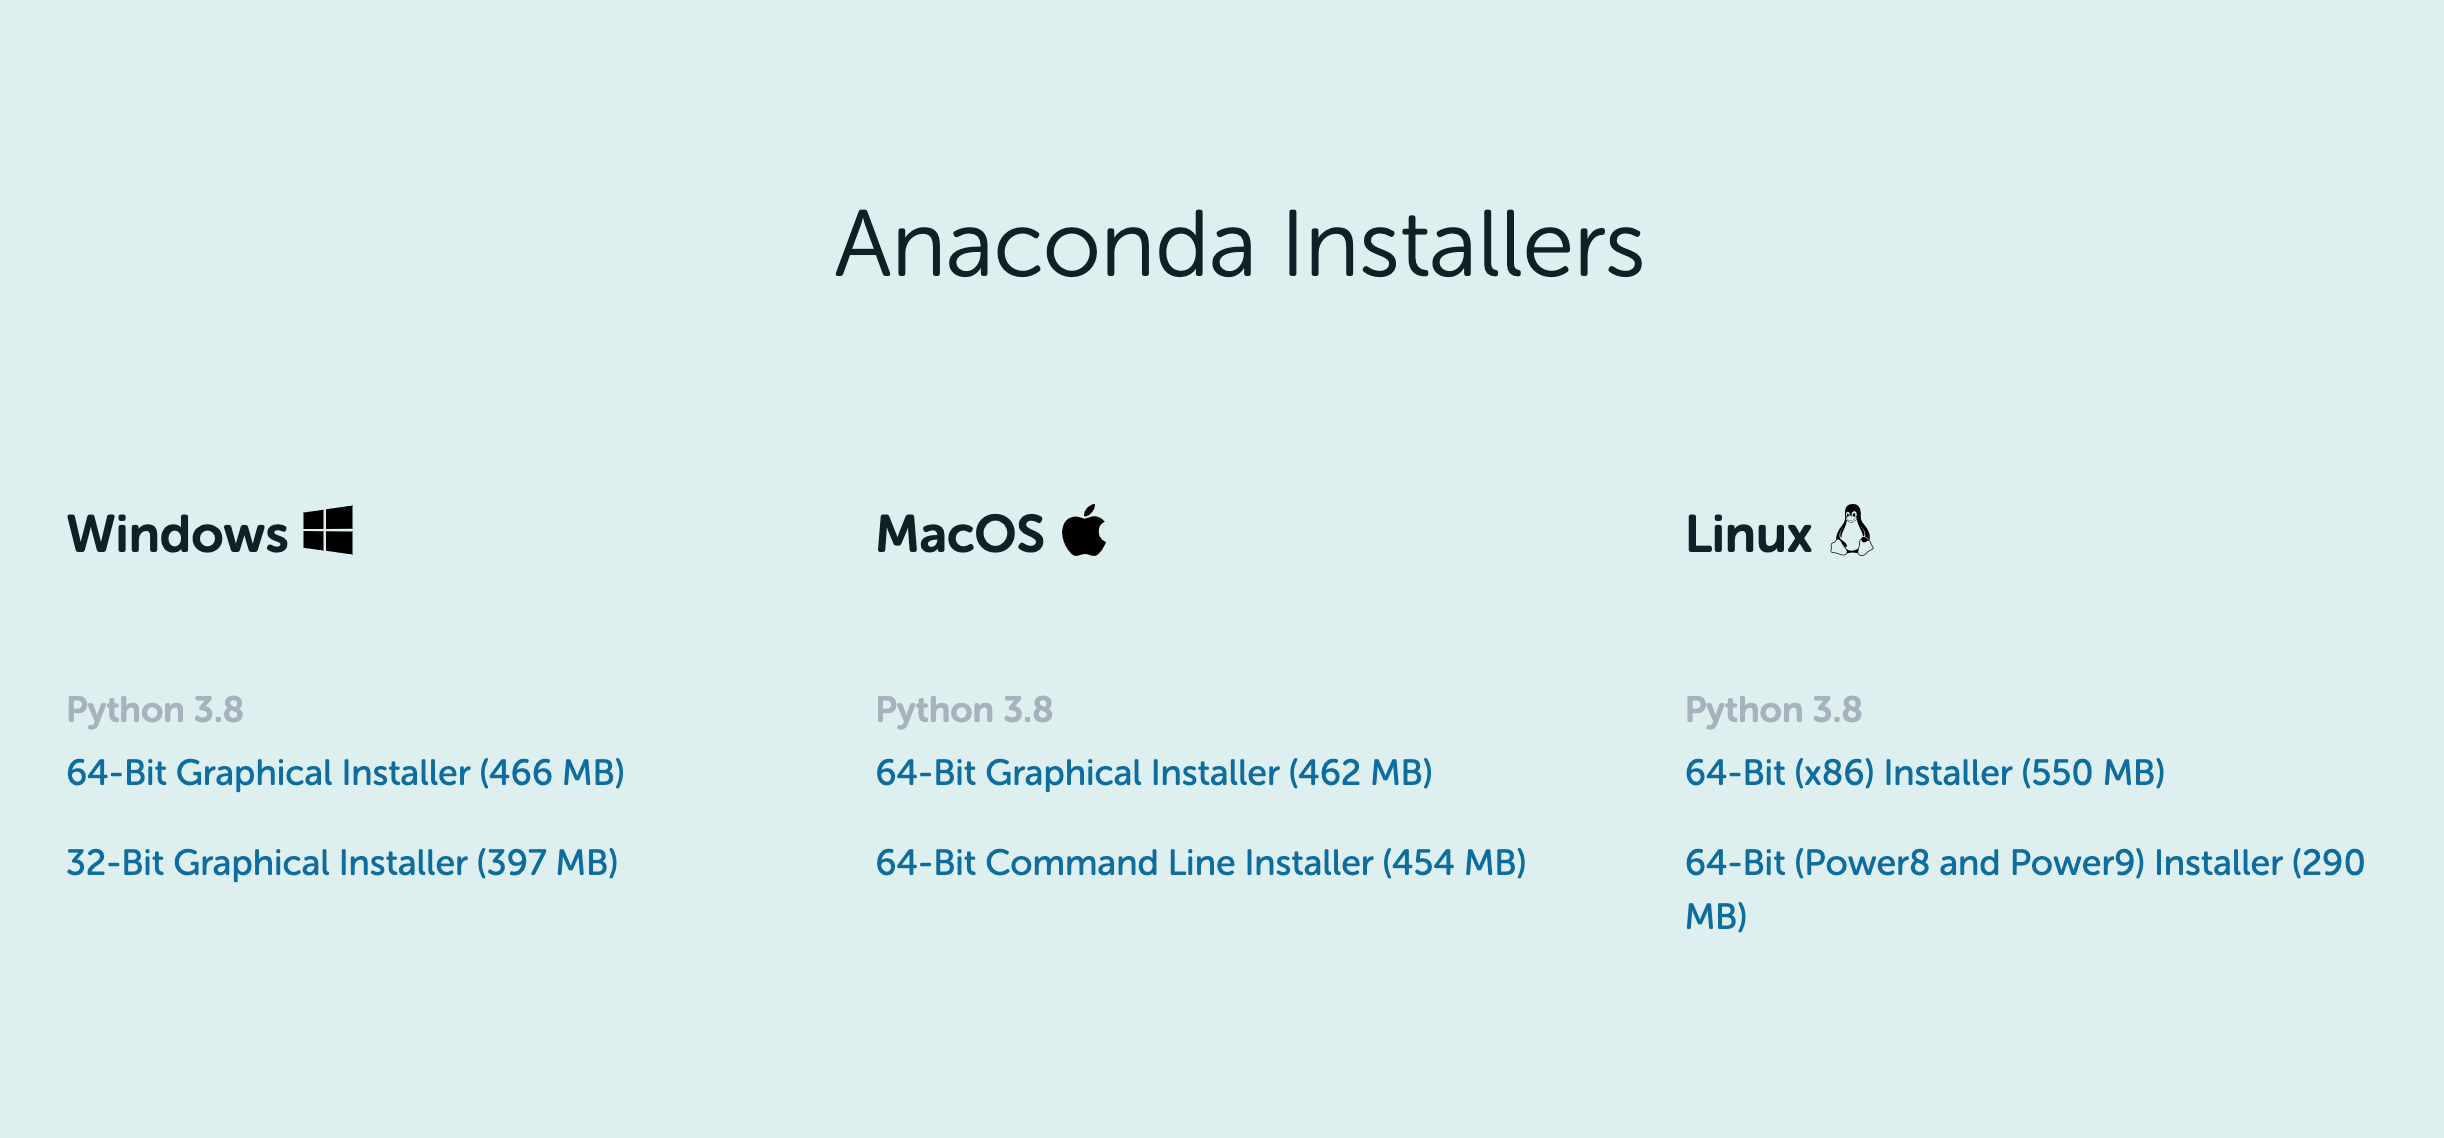 Anaconda Installers
Windows
MacOS
Linux
Python 3.8
64-Bit Graphical Installer (466 MB)
32-Bit Graphical Installer (397 MB)
Python 3.8
64-Bit Graphical Installer (462 MB)
64-Bit Command Line Installer (454 MB)
Python 3.8
64-Bit (x86) Installer (550 MB)
64-Bit (Power8 and Power9) Installer (290
MB)